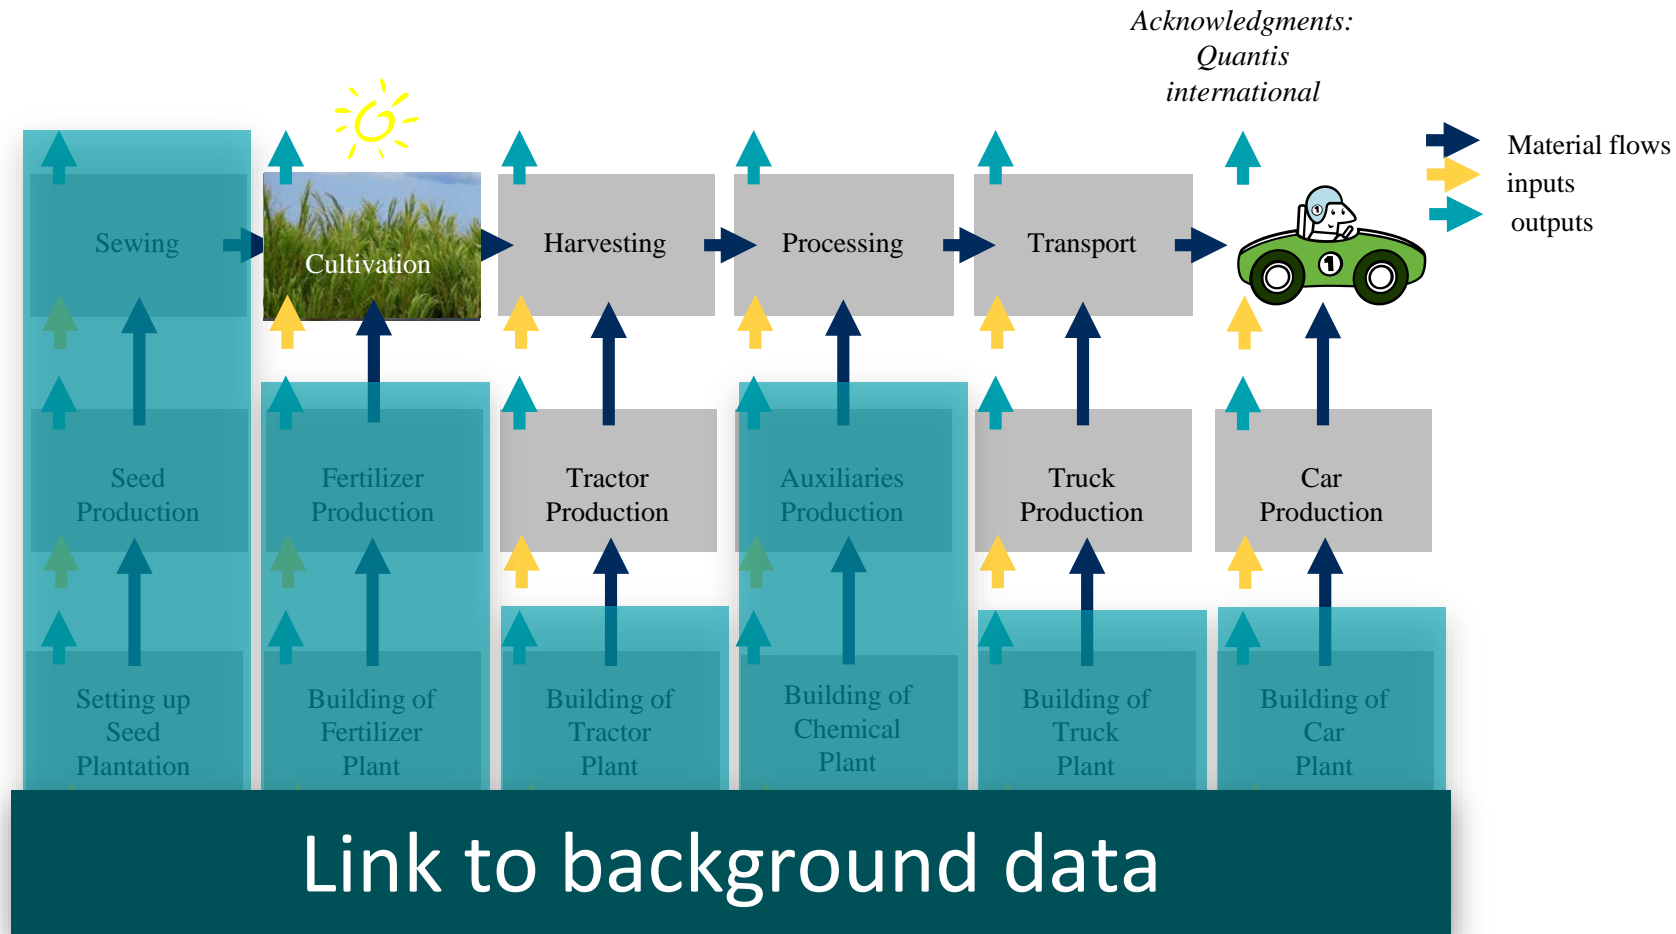 Acknowledgments:
Quantis
international
Material flows
inputs
outputs
Sewing
Cultivation
Harvesting
Processing
Transport
1
1
Seed
Production
Fertilizer
Production
Tractor
Production
Auxiliaries
Production
Truck
Production
Car
Production
Setting up
Seed
Plantation
Building of
Fertilizer
Plant
Building of
Tractor
Plant
Building of
Chemical
Plant
Building of
Truck
Plant
Building of
Car
Plant
Link to background data